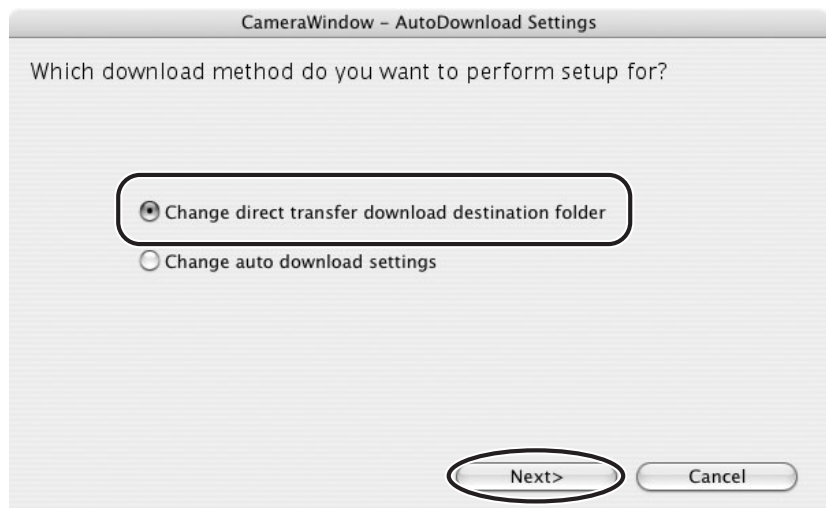 CameraWindow – AutoDownload Settings
Which download method do you want to perform setup for?
Change direct transfer download destination folder
Change auto download settings
Next> Cancel